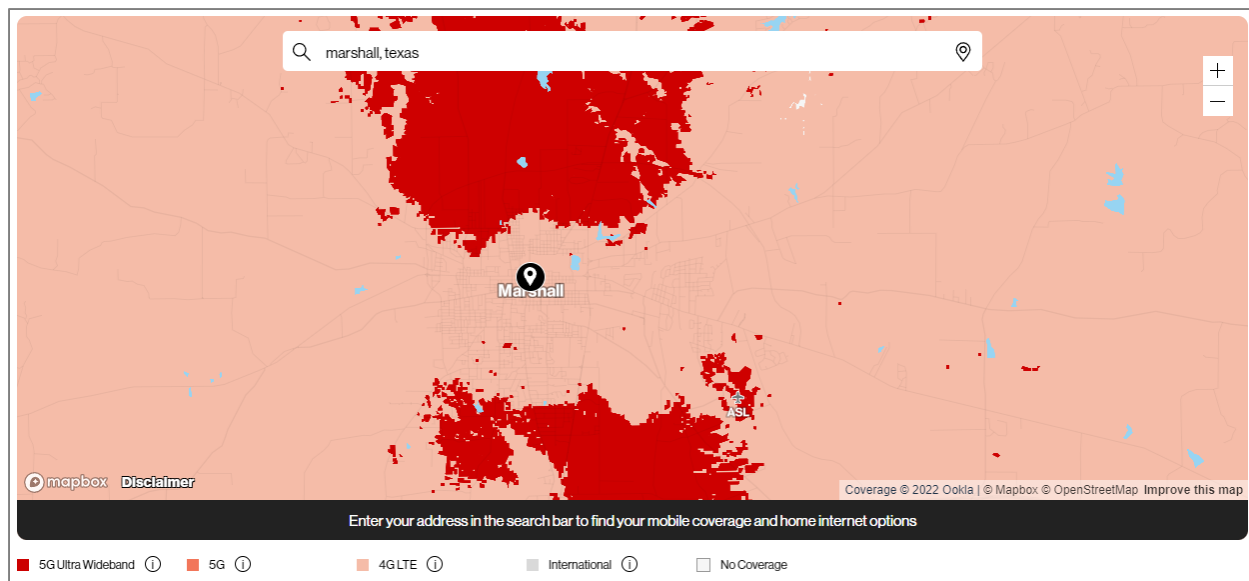 marshall, texas
+
−
Marshall
ASL
mapbox Disclaimer
Coverage © 2022 Ookla | © Mapbox © OpenStreetMap Improve this map
Enter your address in the search bar to find your mobile coverage and home internet options
5G Ultra Wideband i 5G i 4G LTE i International i No Coverage